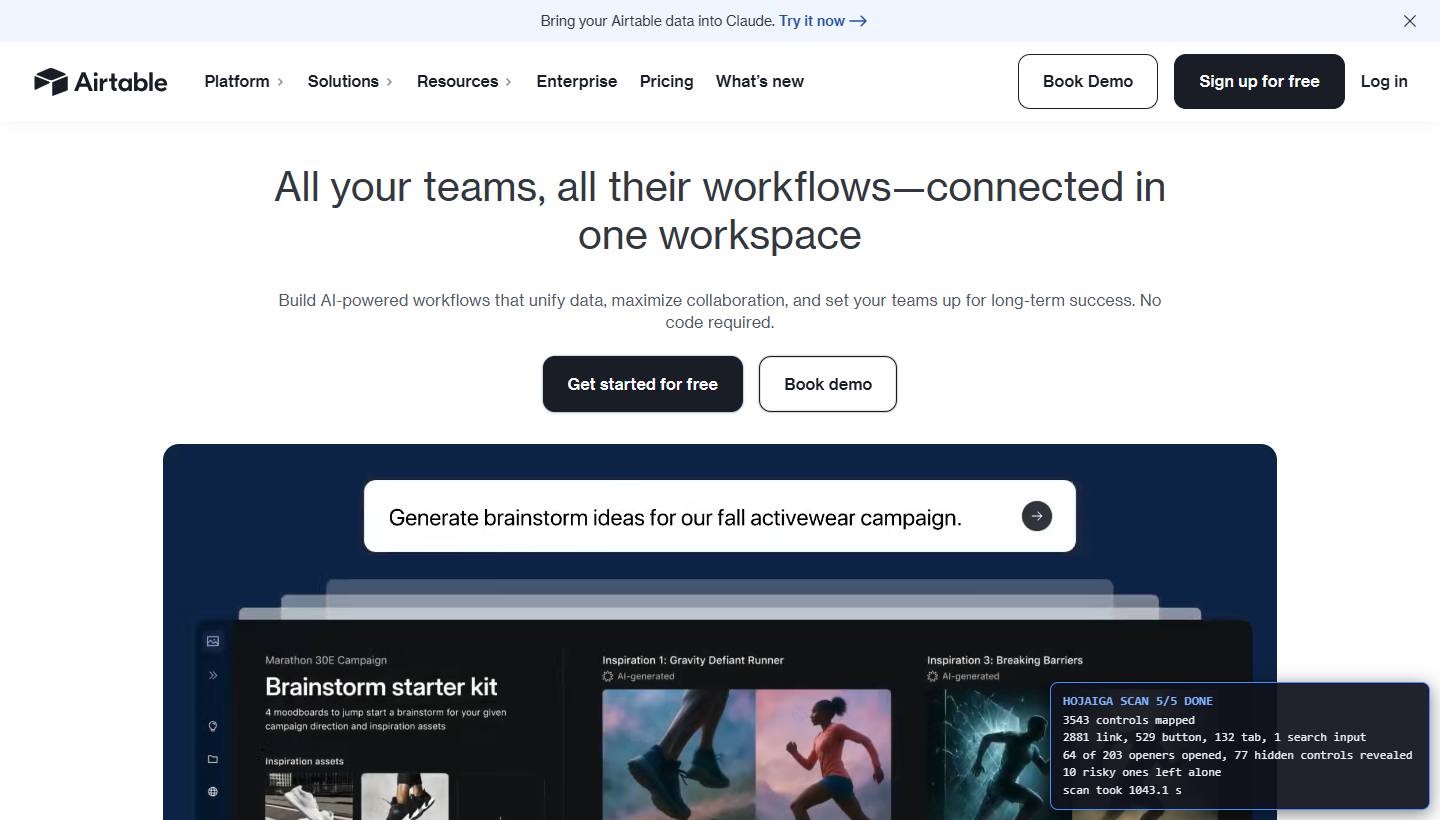 Bring your Airtable data into Claude. Try it now →
Airtable
Platform
Solutions
Resources
Enterprise
Pricing
What's new
Book Demo
Sign up for free
Log in
All your teams, all their workflows—connected in
one workspace
Build AI-powered workflows that unify data, maximize collaboration, and set your teams up for long-term success. No
code required.
Get started for free
Book demo
Generate brainstorm ideas for our fall activewear campaign.
Marathon 30E Campaign
Brainstorm starter kit
4 moodboards to jump start a brainstorm for your given
campaign direction and inspiration assets
Inspiration assets
Inspiration 1: Gravity Defiant Runner
AI-generated
Inspiration 3: Breaking Barriers
AI-generated
HOJAIGA SCAN 5/5 DONE
3543 controls mapped
2881 link, 529 button, 132 tab, 1 search input
64 of 203 openers opened, 77 hidden controls revealed
10 risky ones left alone
scan took 1043.1 s